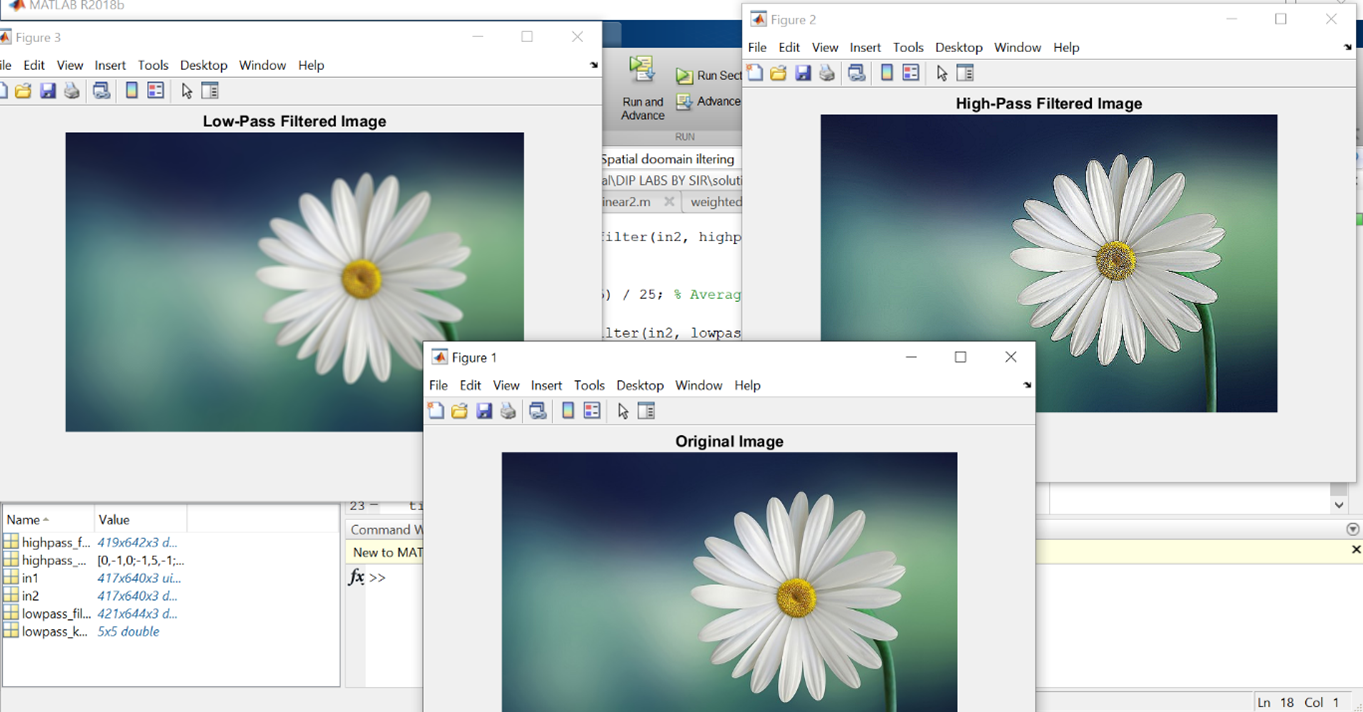 MATLAB R2018b
Figure 3
ile Edit View Insert Tools Desktop Window Help
Low-Pass Filtered Image
Run and
Advance
Run Sect
Advance
RUN
Spatial doomain iltering
al\DIP LABS BY SIR\soluti
inear2.m weighted
filter(in2, highp
) / 25; % Averag
lter(in2, lowpas
Figure 2
File Edit View Insert Tools Desktop Window Help
High-Pass Filtered Image
Figure 1
File Edit View Insert Tools Desktop Window Help
Original Image
Name Value
highpass_f... 419x642x3 d...
highpass_... [0,-1,0;-1,5,-1;...
in1 417x640x3 ui...
in2 417x640x3 d...
lowpass_fil... 421x644x3 d...
lowpass_k... 5x5 double
23 — ti
Command W
New to MAT
fx >>
Ln 18 Col 1